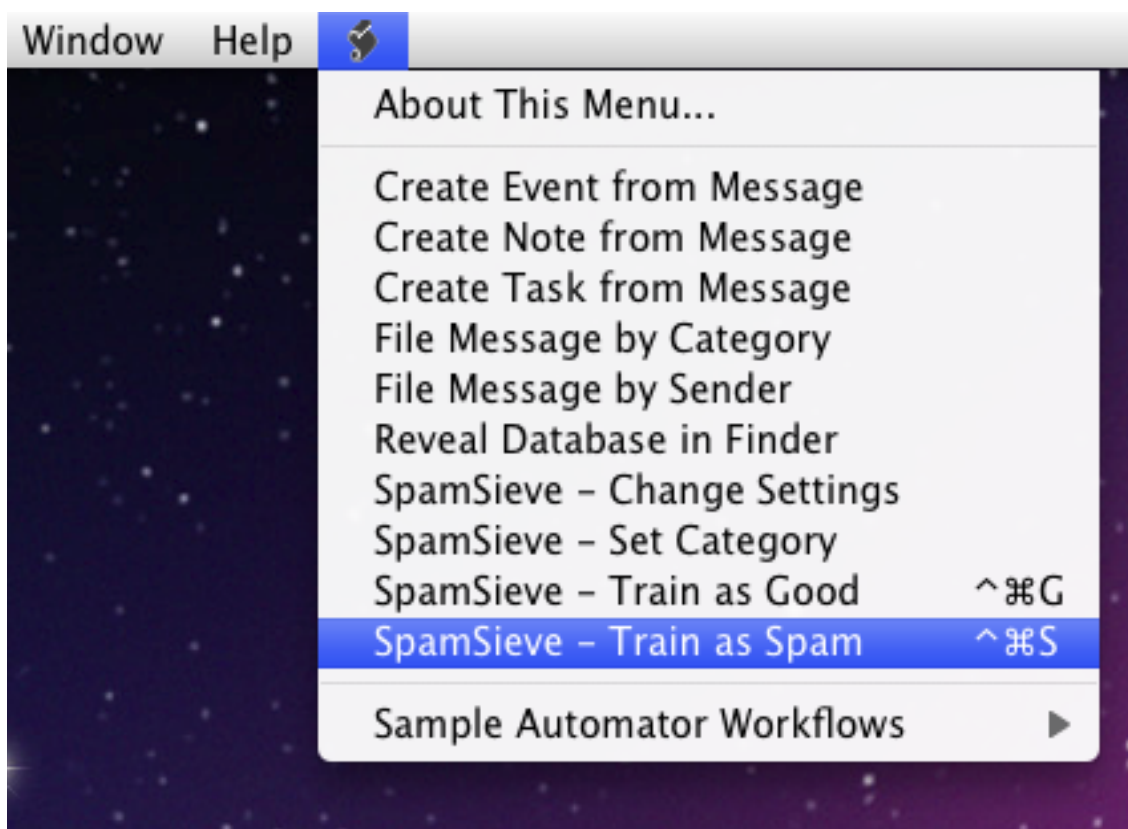 Window Help
About This Menu...
Create Event from Message
Create Note from Message
Create Task from Message
File Message by Category
File Message by Sender
Reveal Database in Finder
SpamSieve – Change Settings
SpamSieve – Set Category
SpamSieve – Train as Good ^⌘G
SpamSieve – Train as Spam ^⌘S
Sample Automator Workflows